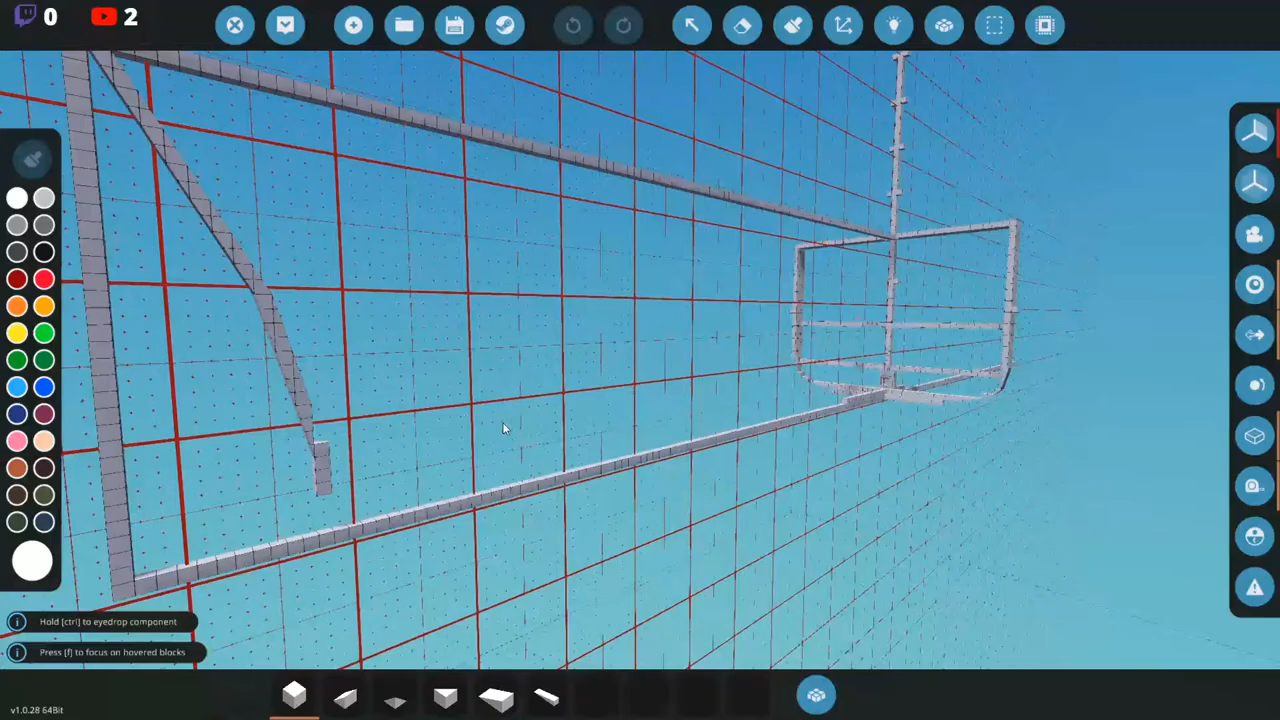 0
2
Hold [ctrl] to eyedrop component
Press [f] to focus on hovered blocks
v1.0.28 64Bit